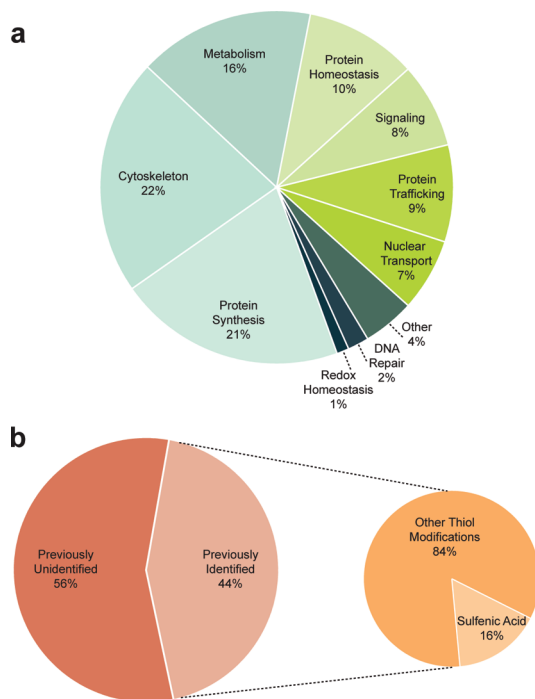 a
Metabolism
16%
Protein
Homeostasis
10%
Signaling
8%
Protein
Trafficking
9%
Nuclear
Transport
7%
Other
4%
DNA
Repair
2%
Redox
Homeostasis
1%
Protein
Synthesis
21%
Cytoskeleton
22%
b
Previously
Unidentified
56%
Previously
Identified
44%
Other Thiol
Modifications
84%
Sulfenic Acid
16%